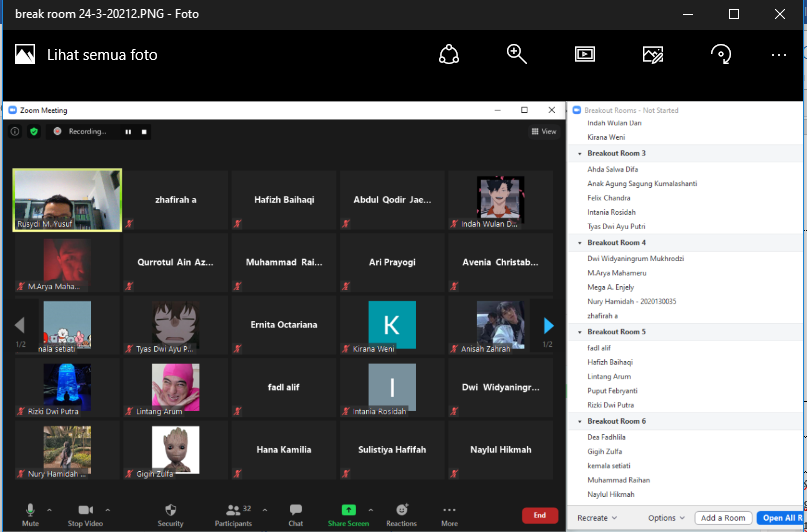 break room 24-3-20212.PNG - Foto
Lihat semua foto
Zoom Meeting
Recording...
View
Rusydi M. Yusuf
zhafirah a
Hafizh Baihaqi
Abdul Qodir Jae...
Indah Wulan D...
M.Arya Maha...
Qurrotul Ain Az...
Muhammad Rai...
Ari Prayogi
Avenia Christab...
1/2
mala setiati
Tyas Dwi Ayu P...
Ernita Octariana
K
Kirana Weni
Anisah Zahrah
1/2
Rizki Dwi Putra
Lintang Arum
fadl alif
I
Intania Rosidah
Dwi Widyaningr...
Nury Hamidah ...
Gigih Zulfa
Hana Kamilia
Sulistiya Hafifah
Naylul Hikmah
Mute
Stop Video
Security
32
Participants
Chat
Share Screen
Reactions
More
End
Breakout Rooms - Not Started
Indah Wulan Dari
Kirana Weni
Breakout Room 3
Ahda Salwa Difa
Anak Agung Sagung Kumalashanti
Felix Chandra
Intania Rosidah
Tyas Dwi Ayu Putri
Breakout Room 4
Dwi Widyaningrum Mukhrodzi
M.Arya Mahameru
Mega A. Enjely
Nury Hamidah - 2020130035
zhafirah a
Breakout Room 5
fadl alif
Hafizh Baihaqi
Lintang Arum
Puput Febryanti
Rizki Dwi Putra
Breakout Room 6
Dea Fadhlila
Gigih Zulfa
kemala setiati
Muhammad Raihan
Naylul Hikmah
Recreate
Options
Add a Room
Open All R